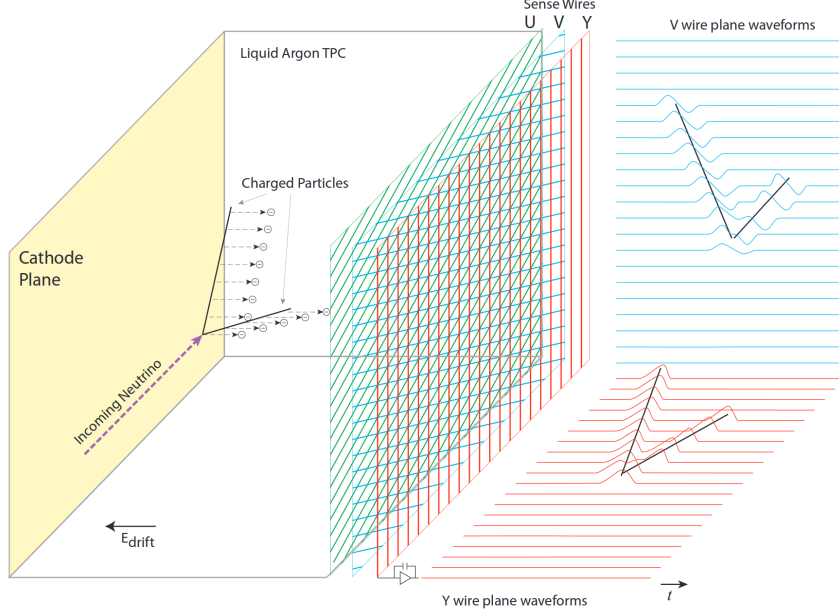 Sense Wires
U V Y
V wire plane waveforms
Liquid Argon TPC
Charged Particles
Cathode
Plane
Incoming Neutrino
Edrift
Y wire plane waveforms
t